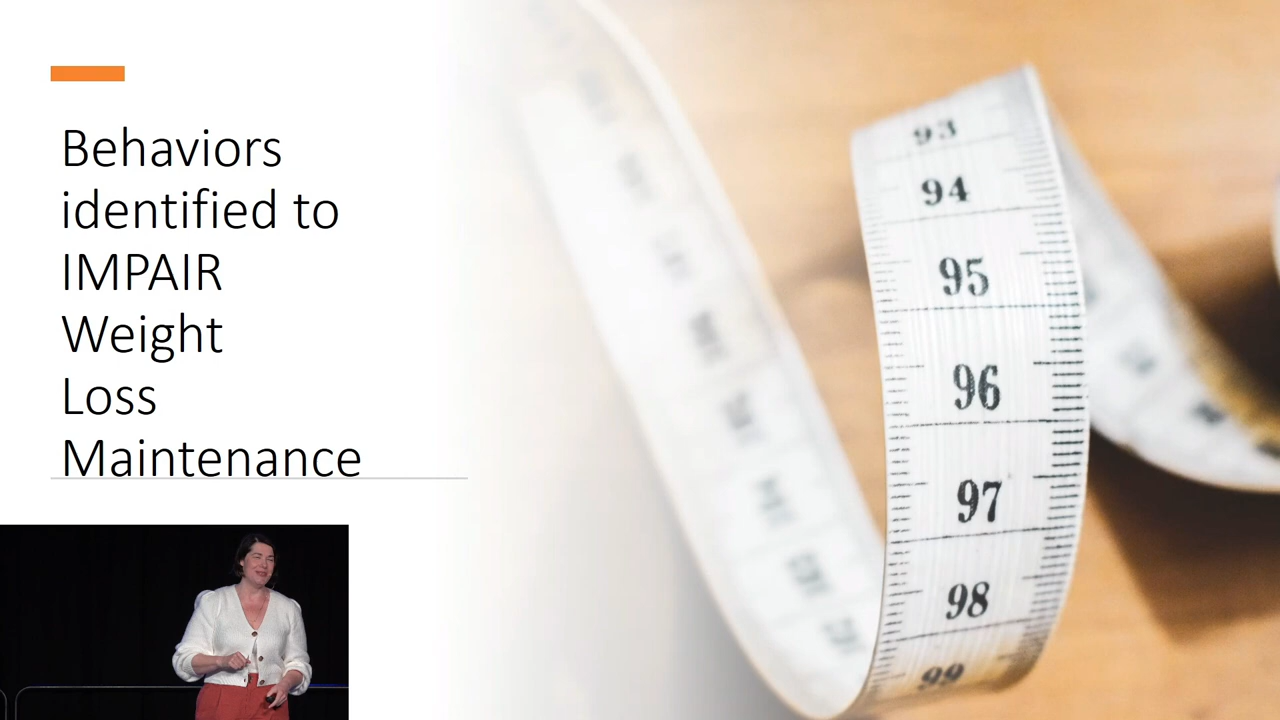 Behaviors
identified to
IMPAIR
Weight
Loss
Maintenance
93
94
95
96
97
98
99